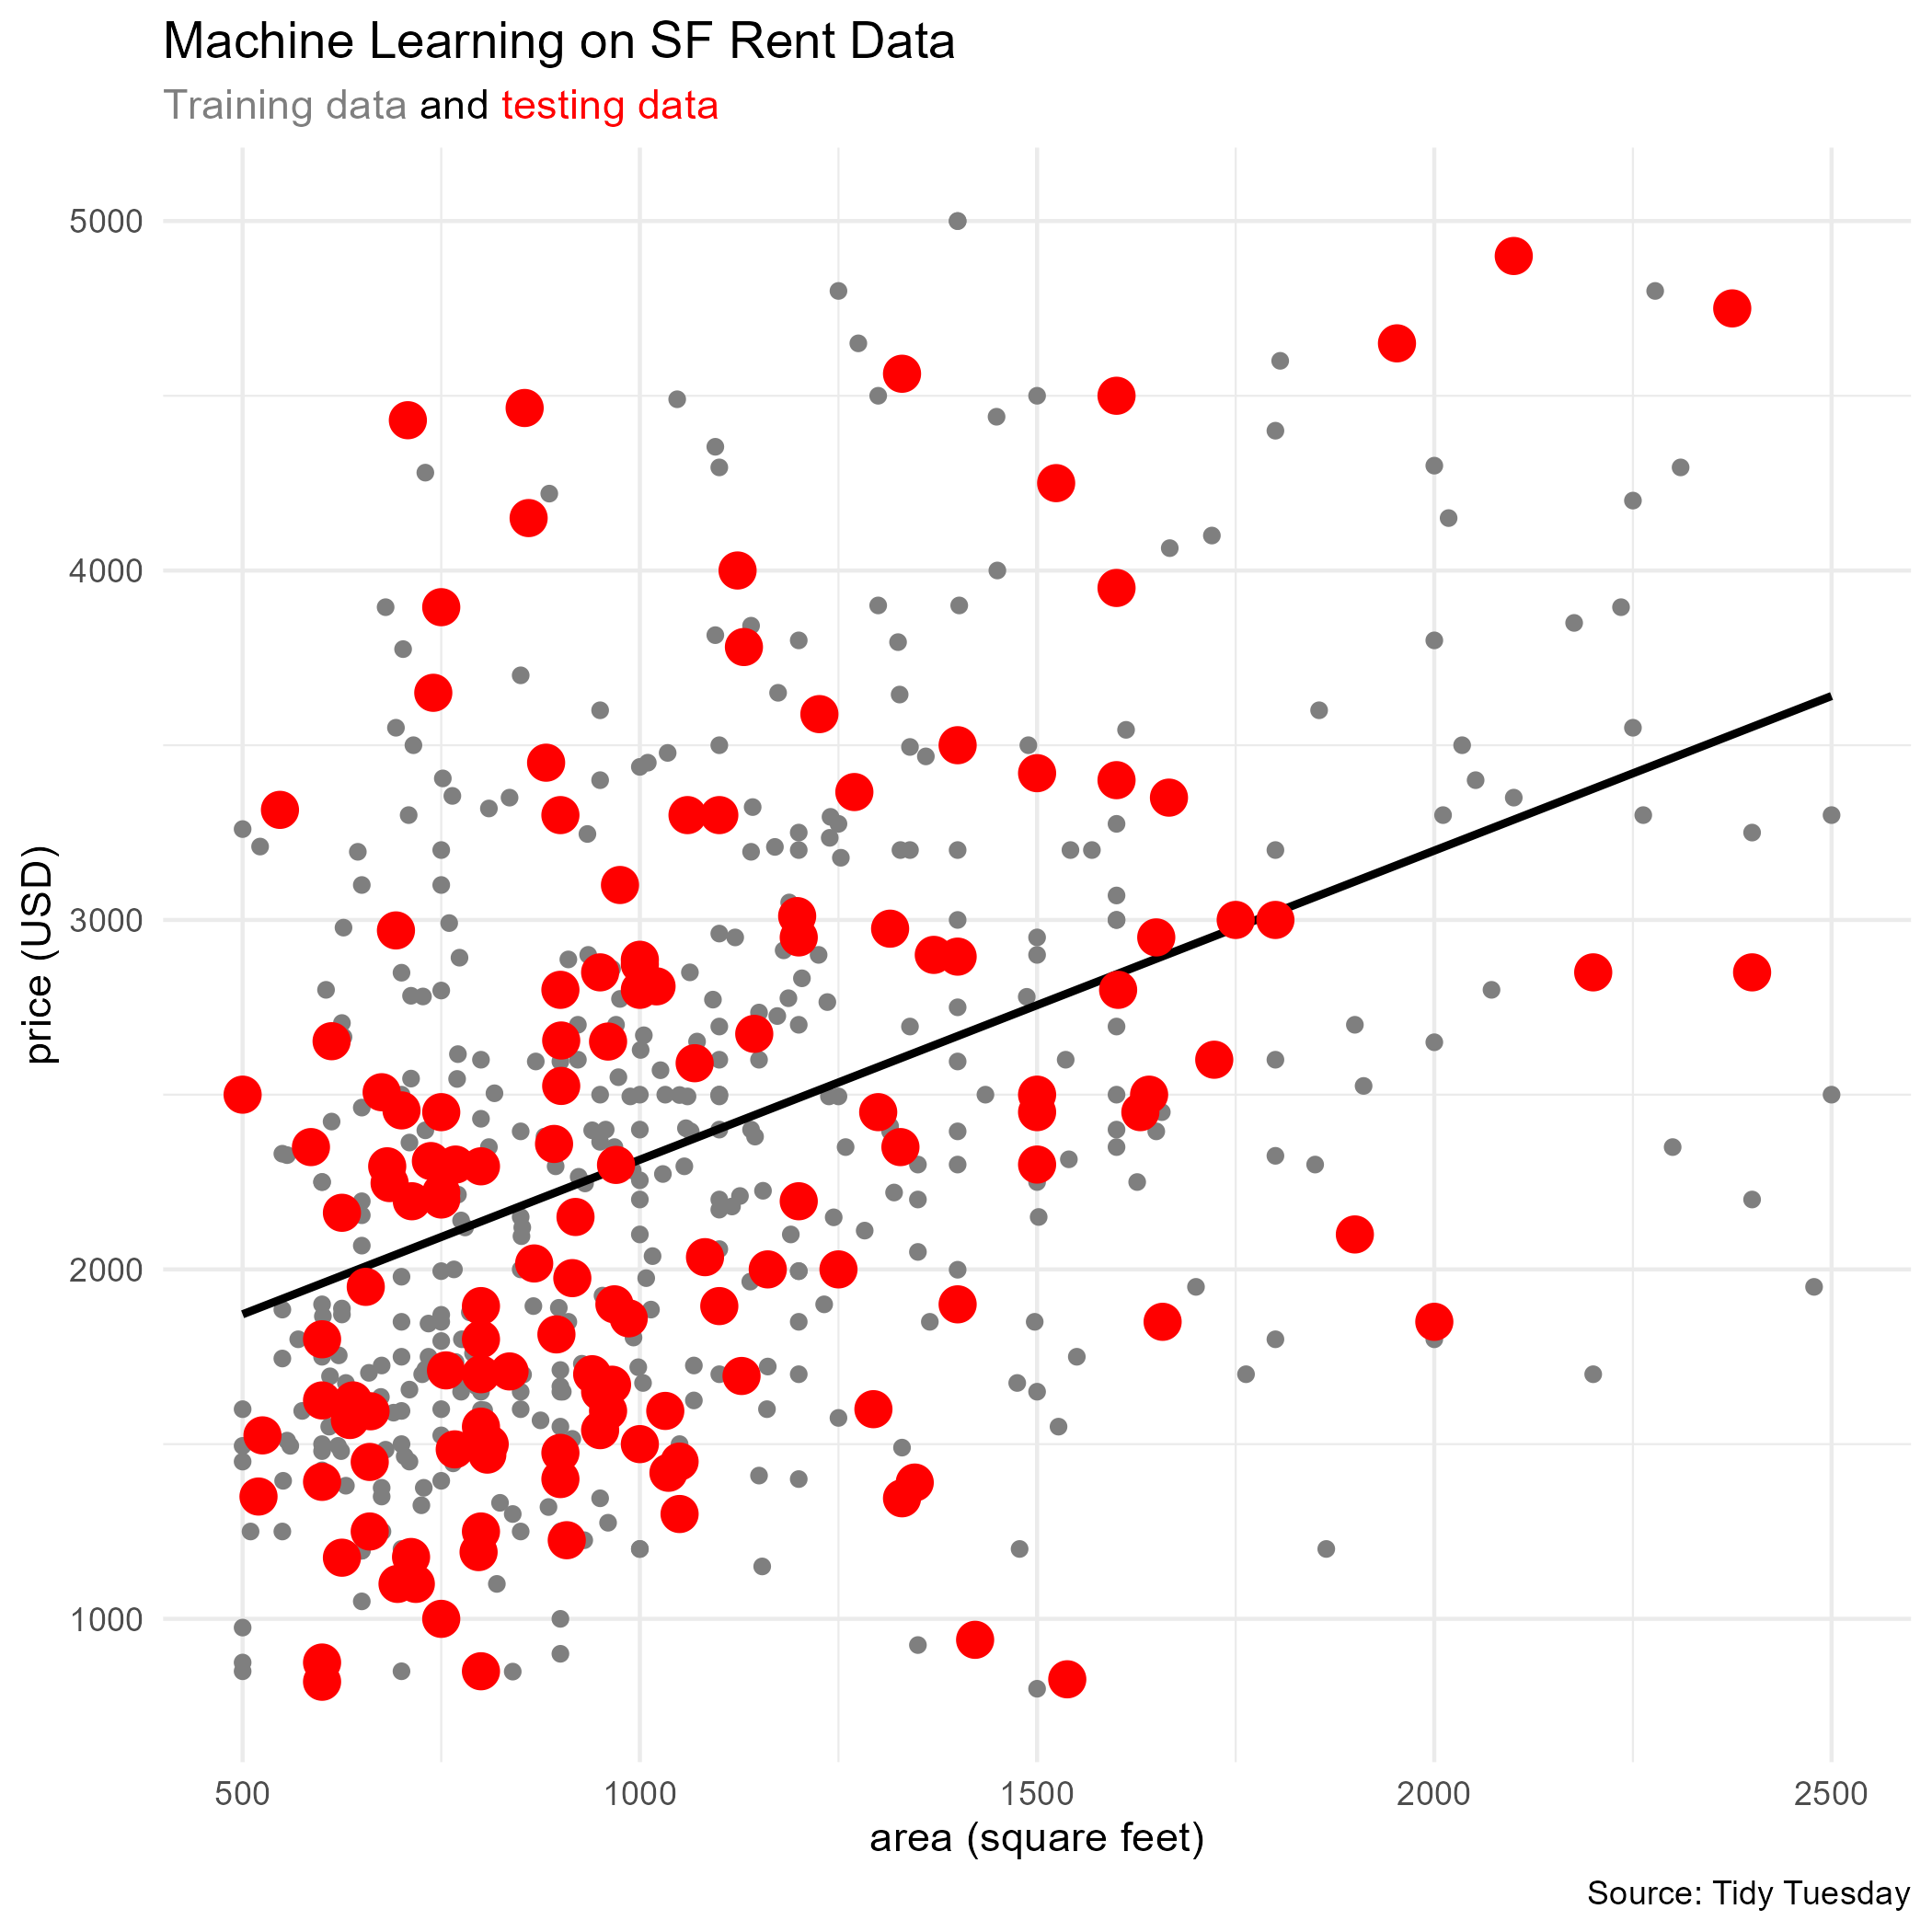 Machine Learning on SF Rent Data
Training data and testing data
price (USD)
5000
4000
3000
2000
1000
500 1000 1500 2000 2500
area (square feet)
Source: Tidy Tuesday